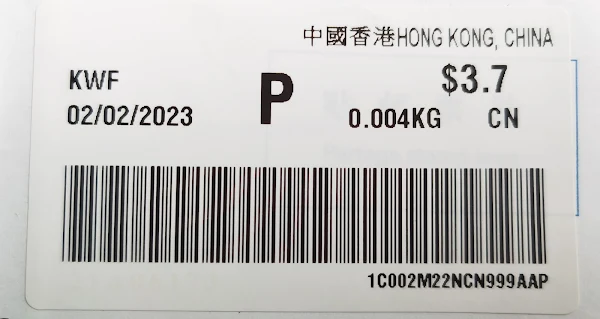 中國香港HONG KONG, CHINA
KWF P $3.7
02/02/2023 0.004KG CN
1C002M22NCN999AAP